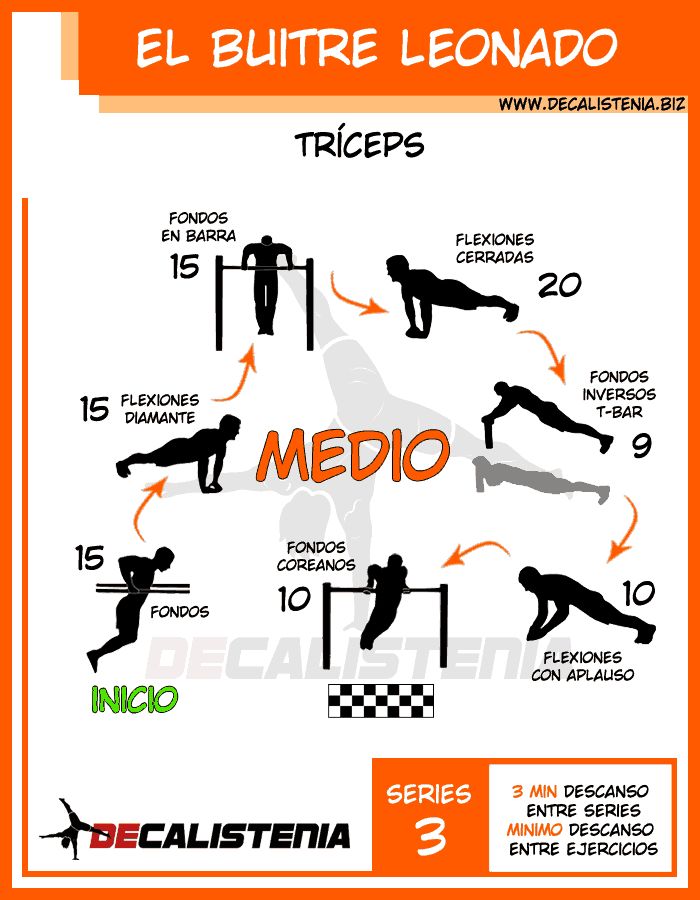 EL BUITRE LEONADO
WWW.DECALISTENIA.BIZ
TRÍCEPS
FONDOS
EN BARRA
15
FLEXIONES
CERRADAS
20
FONDOS
INVERSOS
T-BAR
9
15
FLEXIONES
DIAMANTE
MEDIO
15
FONDOS
INICIO
FONDOS
COREANOS
10
10
FLEXIONES
CON APLAUSO
DECALISTENIA
DECALISTENIA
SERIES
3
3 MIN DESCANSO
ENTRE SERIES
MINIMO DESCANSO
ENTRE EJERCICIOS